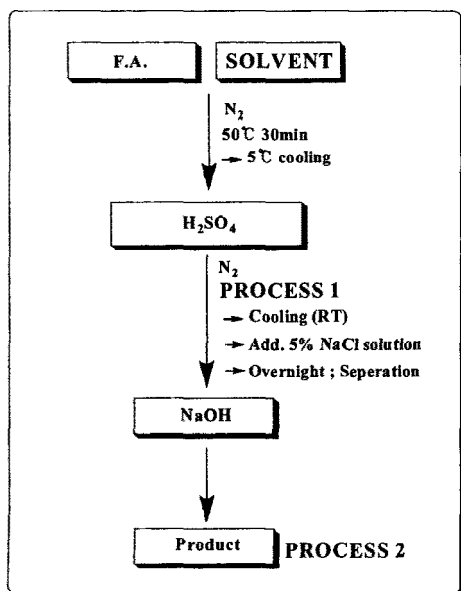 F.A. SOLVENT
N₂
50℃ 30min
→ 5℃ cooling
H₂SO₄
N₂
PROCESS 1
→ Cooling (RT)
→ Add. 5% NaCl solution
→ Overnight ; Seperation
NaOH
Product PROCESS 2